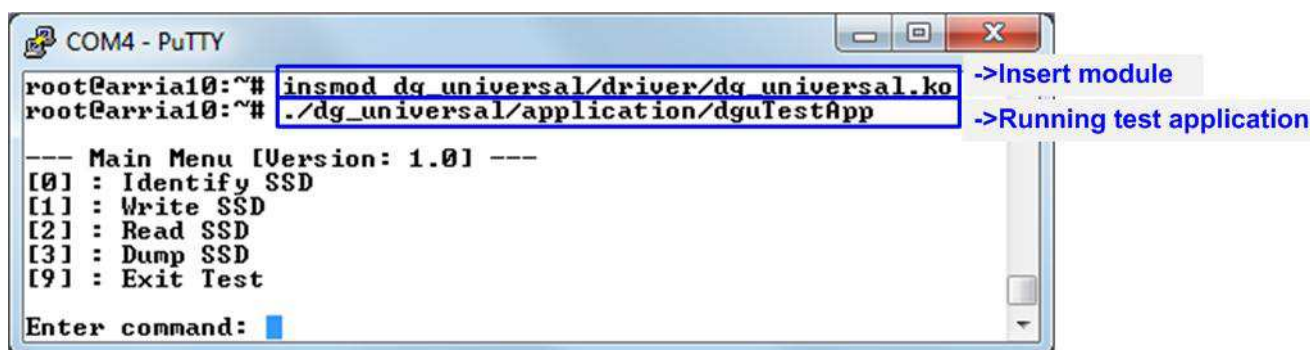 COM4 - PuTTY
root@arria10:~# insmod dg_universal/driver/dg_universal.ko
->Insert module
root@arria10:~# ./dg_universal/application/dguTestApp
->Running test application
--- Main Menu [Version: 1.0] ---
[0] : Identify SSD
[1] : Write SSD
[2] : Read SSD
[3] : Dump SSD
[9] : Exit Test
Enter command: